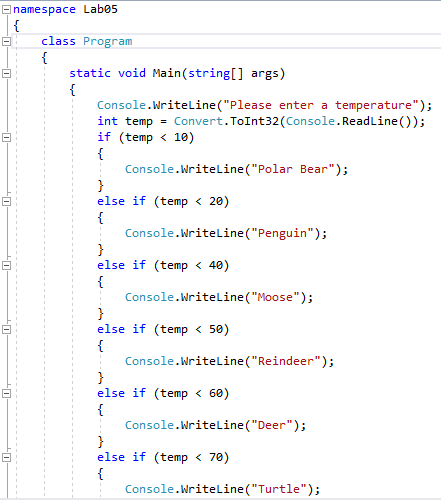 namespace Lab05
{
    class Program
    {
        static void Main(string[] args)
        {
            Console.WriteLine("Please enter a temperature");
            int temp = Convert.ToInt32(Console.ReadLine());
            if (temp < 10)
            {
                Console.WriteLine("Polar Bear");
            }
            else if (temp < 20)
            {
                Console.WriteLine("Penguin");
            }
            else if (temp < 40)
            {
                Console.WriteLine("Moose");
            }
            else if (temp < 50)
            {
                Console.WriteLine("Reindeer");
            }
            else if (temp < 60)
            {
                Console.WriteLine("Deer");
            }
            else if (temp < 70)
            {
                Console.WriteLine("Turtle");